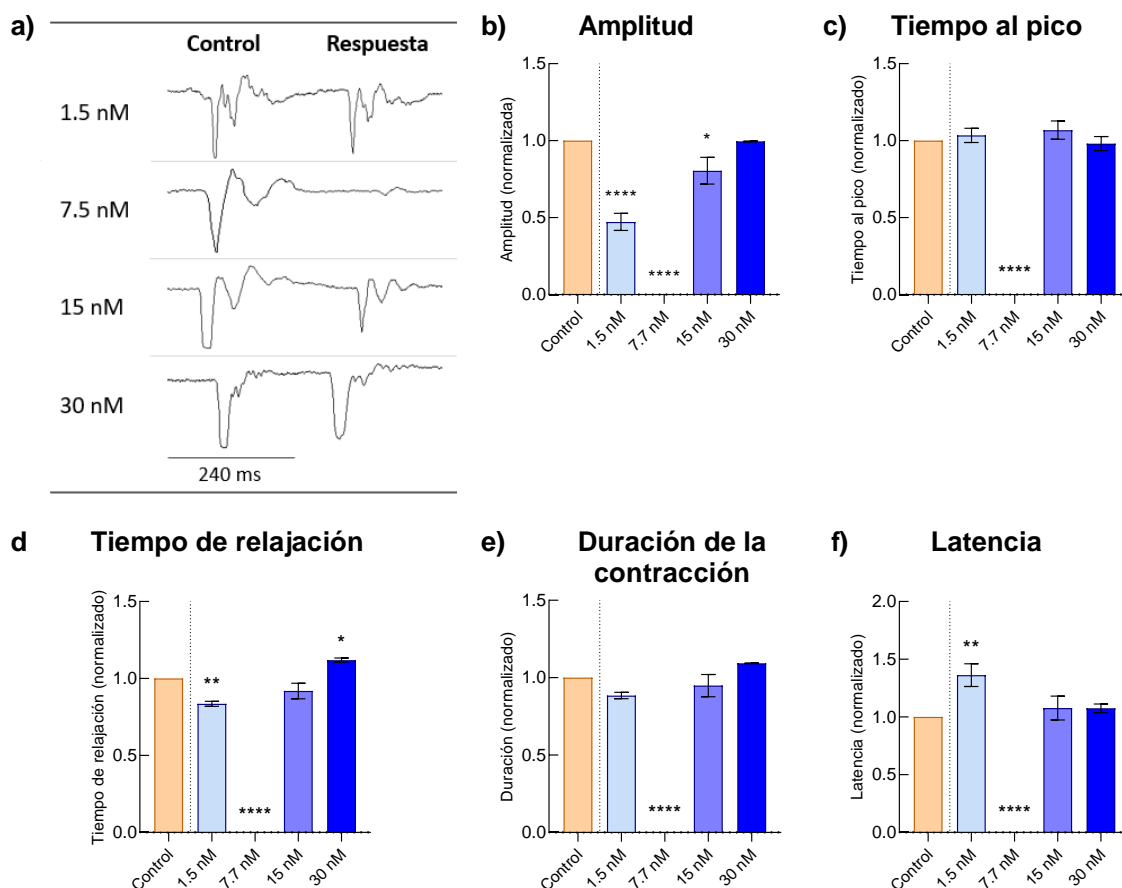 a)
Control Respuesta
1.5 nM
7.5 nM
15 nM
30 nM
240 ms
b) Amplitud
Amplitud (normalizada)
1.5
1.0
0.5
0.0
****
****
*
Control 1.5 nM 7.7 nM 15 nM 30 nM
c) Tiempo al pico
Tiempo al pico (normalizado)
1.5
1.0
0.5
0.0
****
Control 1.5 nM 7.7 nM 15 nM 30 nM
d Tiempo de relajación
Tiempo de relajación (normalizado)
1.5
1.0
0.5
0.0
**
****
*
Control 1.5 nM 7.7 nM 15 nM 30 nM
e) Duración de la
contracción
Duración (normalizado)
1.5
1.0
0.5
0.0
****
Control 1.5 nM 7.7 nM 15 nM 30 nM
f) Latencia
Latencia (normalizado)
2.0
1.5
1.0
0.5
0.0
**
****
Control 1.5 nM 7.7 nM 15 nM 30 nM